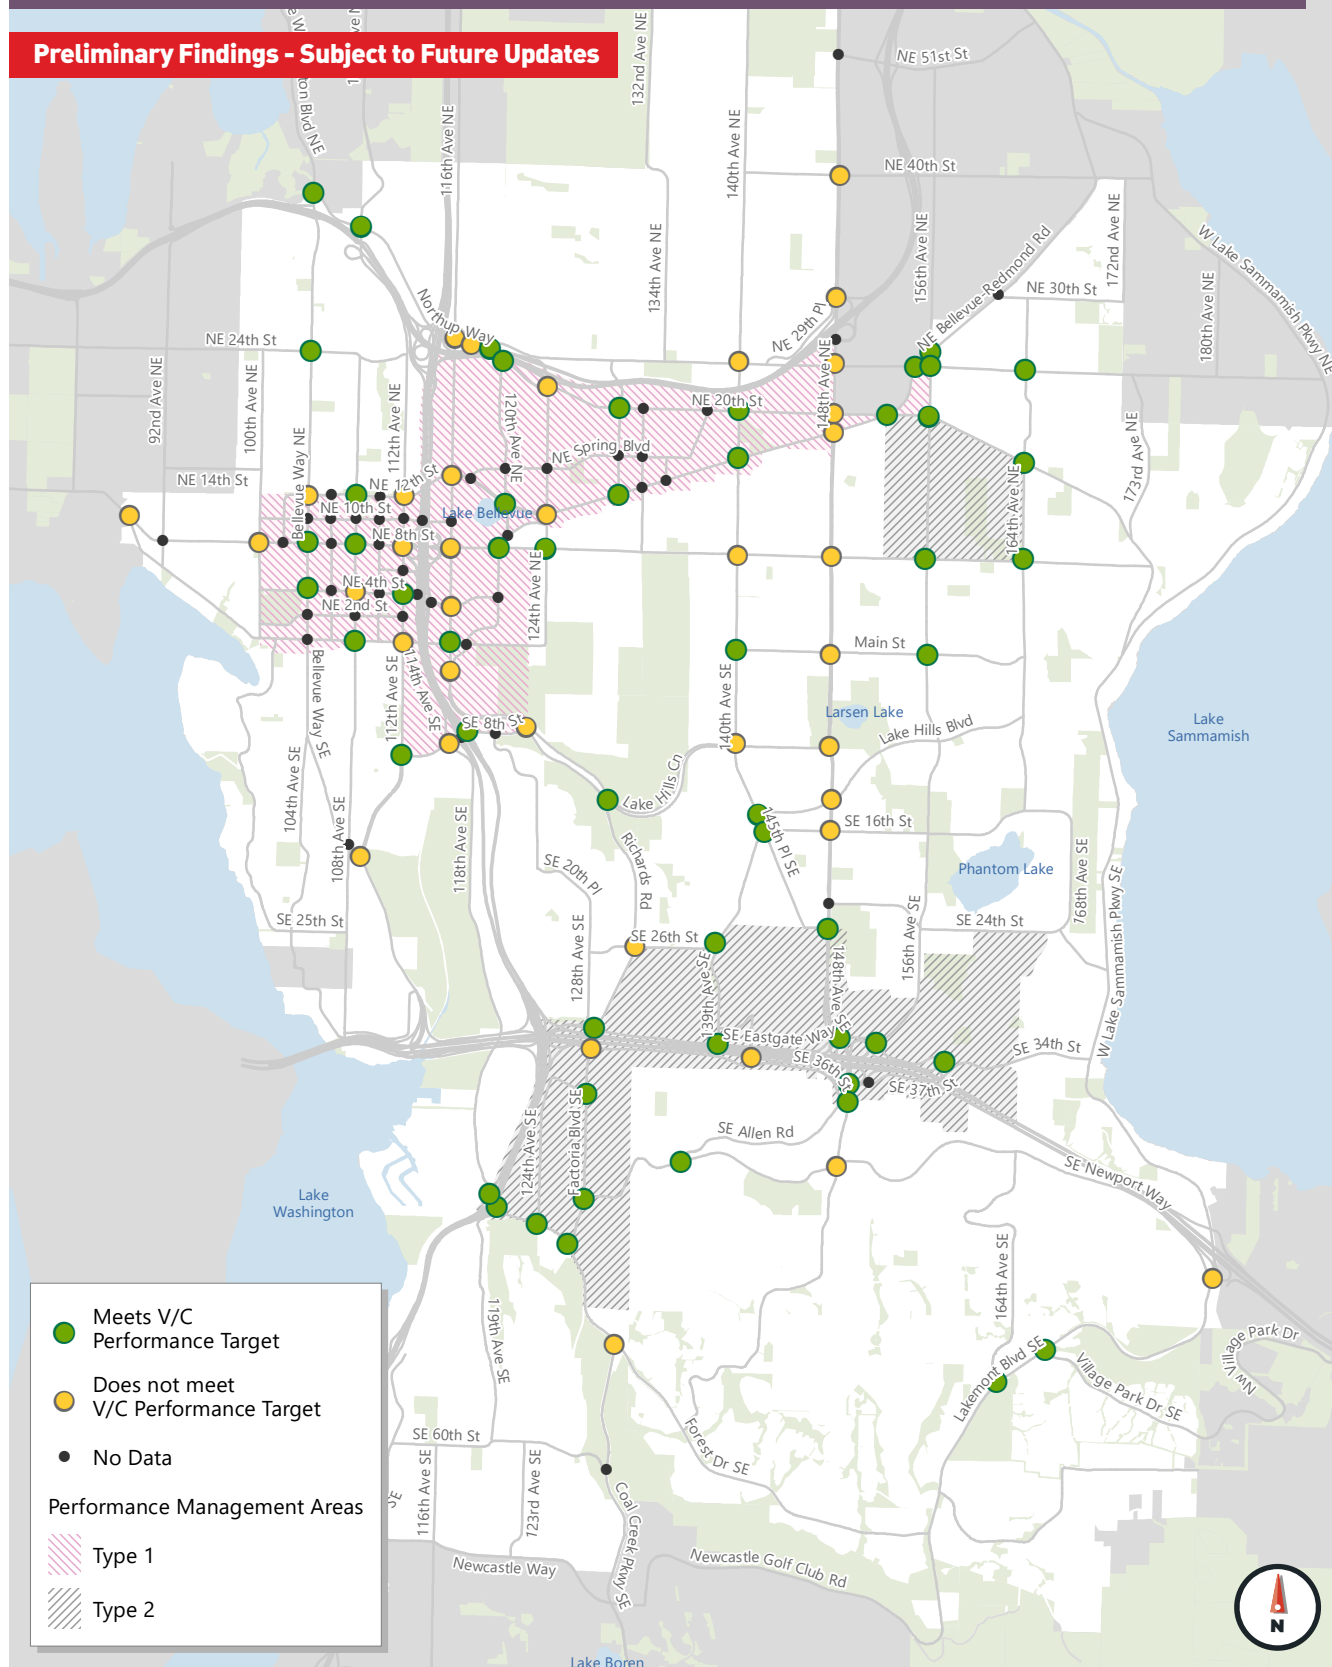 Preliminary Findings - Subject to Future Updates
132nd Ave NE
NE 51st St
116th Ave NE
140th Ave NE
NE 40th St
134th Ave NE
156th Ave NE
NE Bellevue-Redmond Rd
172nd Ave NE
W Lake Sammamish Pkwy NE
NE 30th St
180th Ave NE
Northup Way
NE 29th Pl
NE 24th St
92nd Ave NE
100th Ave NE
112th Ave NE
120th Ave NE
NE 20th St
148th Ave NE
NE Spring Blvd
173rd Ave NE
Bellevue Way NE
NE 14th St
NE 12th St
164th Ave NE
NE 10th St
Lake Bellevue
NE 8th St
NE 4th St
NE 2nd St
124th Ave NE
Main St
Bellevue Way SE
112th Ave SE
114th Ave SE
SE 8th St
140th Ave SE
Larsen Lake
Lake Hills Blvd
Lake
Sammamish
104th Ave SE
108th Ave SE
118th Ave SE
Lake Hills Cn
145th Pl SE
SE 16th St
SE 20th Pl
Richards Rd
Phantom Lake
768th Ave SE
W Lake Sammamish Pkwy SE
SE 25th St
128th Ave SE
SE 26th St
139th Ave SE
148th Ave SE
156th Ave SE
SE 24th St
SE Eastgate Way
SE 36th St
SE 37th St
SE 34th St
124th Ave SE
Factoria Blvd SE
SE Allen Rd
SE Newport Way
Lake
Washington
164th Ave SE
119th Ave SE
Lakemont Blvd SE
Village Park Dr SE
NW Village Park Dr
SE 60th St
116th Ave SE
123rd Ave SE
SE
Forest Dr SE
Coal Creek Pkwy SE
Newcastle Way
Newcastle Golf Club Rd
Lake Boren
Meets V/C
Performance Target
Does not meet
V/C Performance Target
No Data
Performance Management Areas
Type 1
Type 2
N